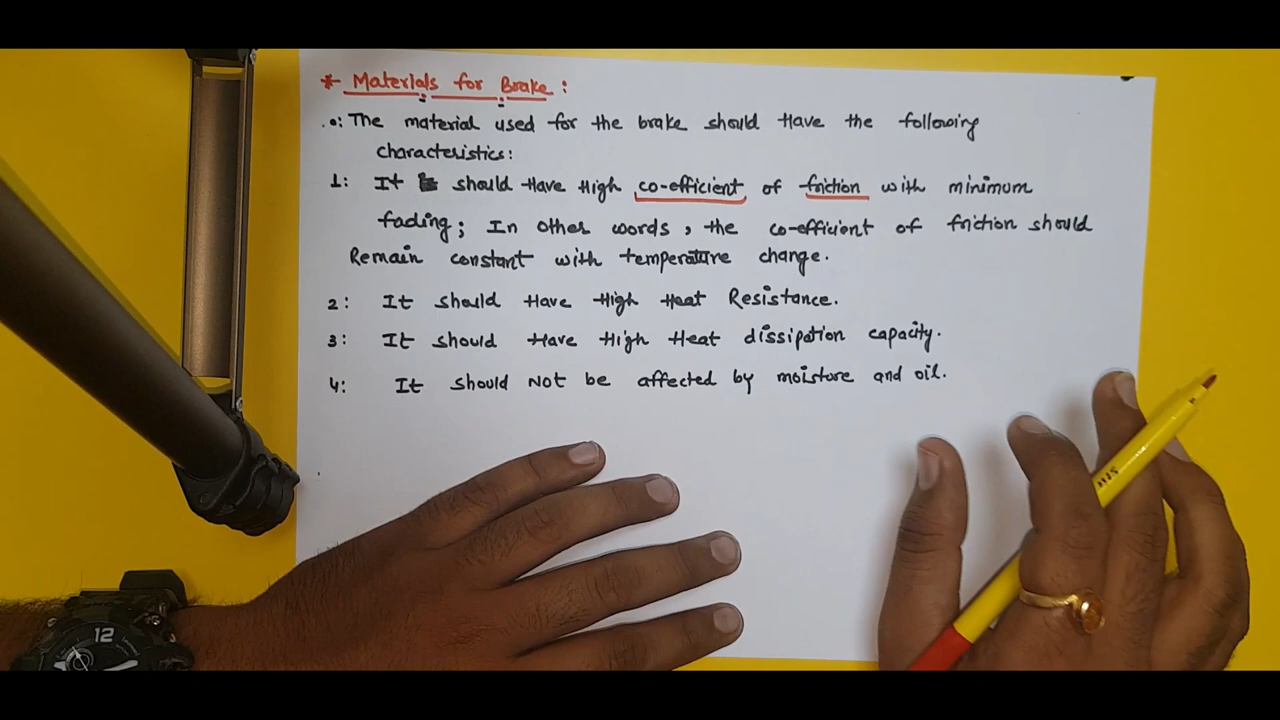 * Materials for Brake :
.•: The material used for the brake should Have the following
characteristics:
1: It should Have High co-efficient of friction with minimum
fading; In other words, the co-efficient of friction should
Remain constant with temperature change.
2: It should Have High Heat Resistance.
3: It should Have High Heat dissipation capacity.
4: It should Not be affected by moisture and oil.
12